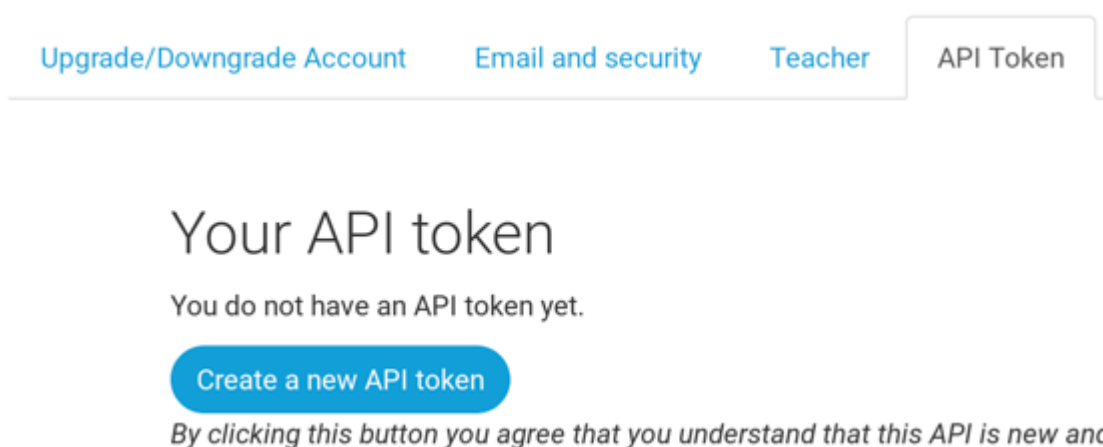 Upgrade/Downgrade Account Email and security Teacher API Token
Your API token
You do not have an API token yet.
Create a new API token
By clicking this button you agree that you understand that this API is new and